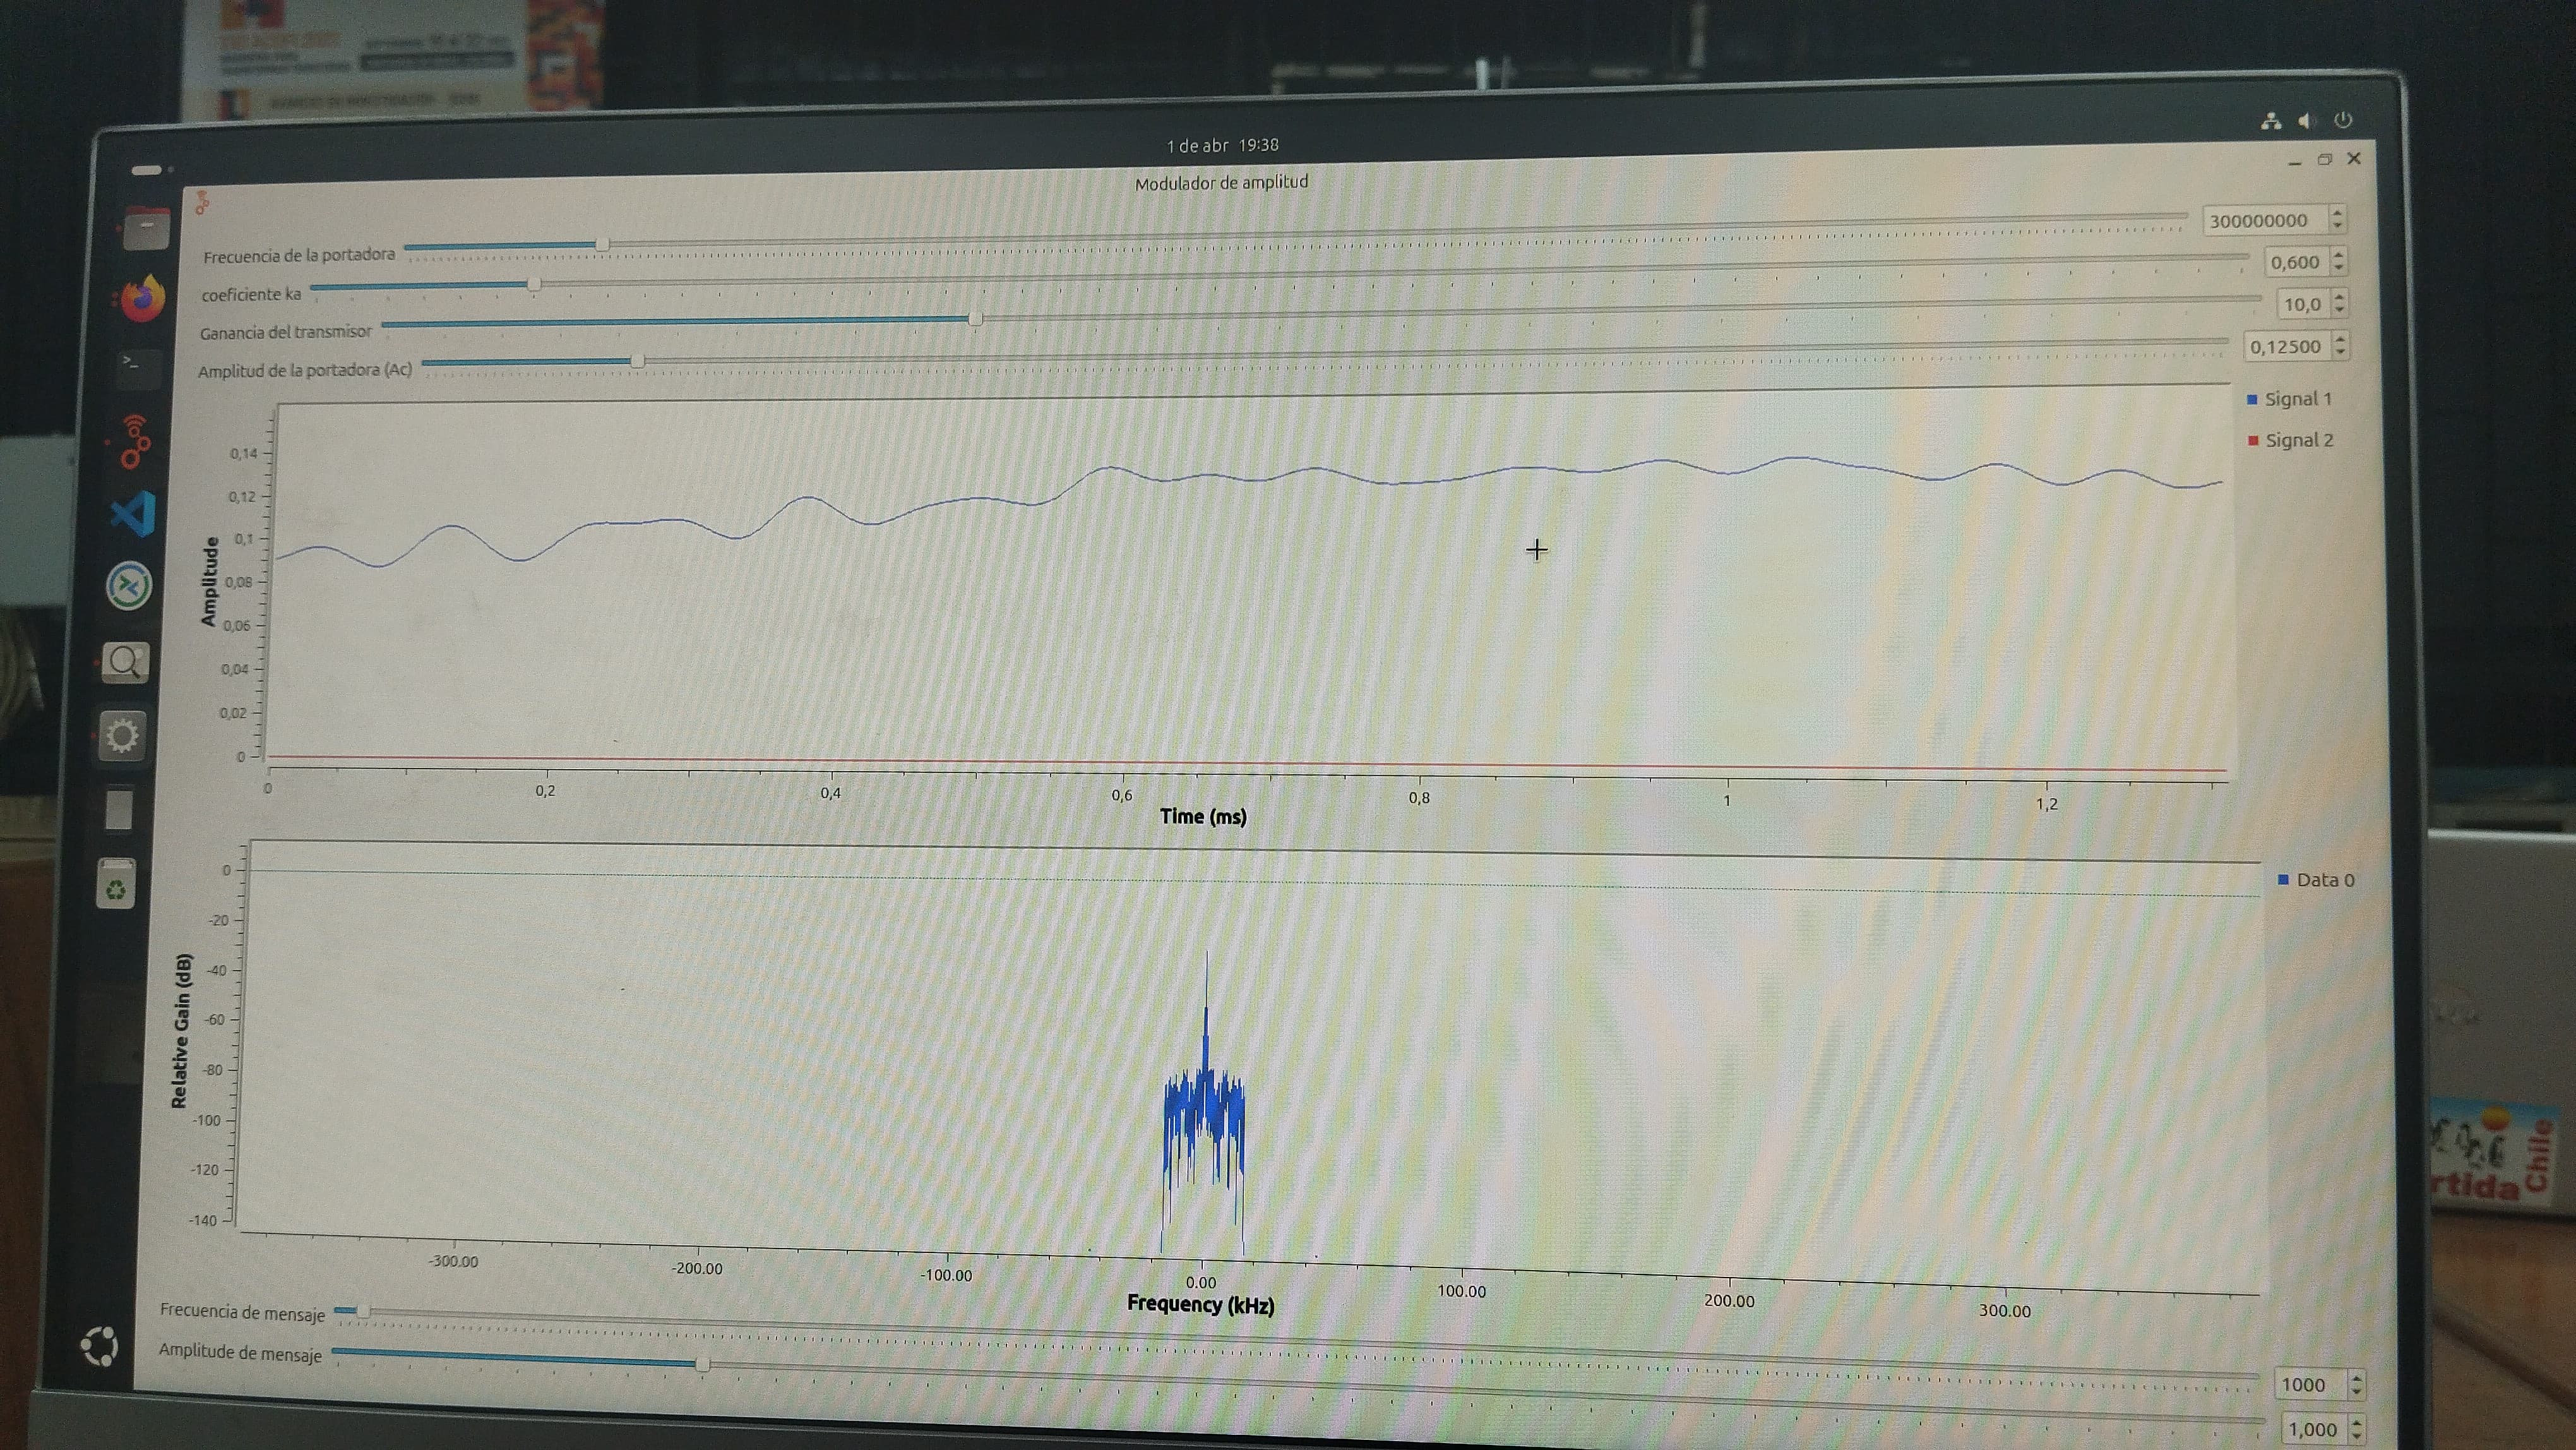 1 de abr 19:38
Modulador de amplitud
Frecuencia de la portadora 300000000
coeficiente ka 0,600
Ganancia del transmisor 10,0
Amplitud de la portadora (Ac) 0,12500
Signal 1
Signal 2
0,14
0,12
0,1
0,08
0,06
0,04
0,02
0
Amplitude
0 0,2 0,4 0,6 0,8 1 1,2
Time (ms)
Data 0
0
-20
-40
-60
-80
-100
-120
-140
Relative Gain (dB)
-300.00 -200.00 -100.00 0.00 100.00 200.00 300.00
Frequency (kHz)
Frecuencia de mensaje 1000
Amplitude de mensaje 1,000
rtida
Chile